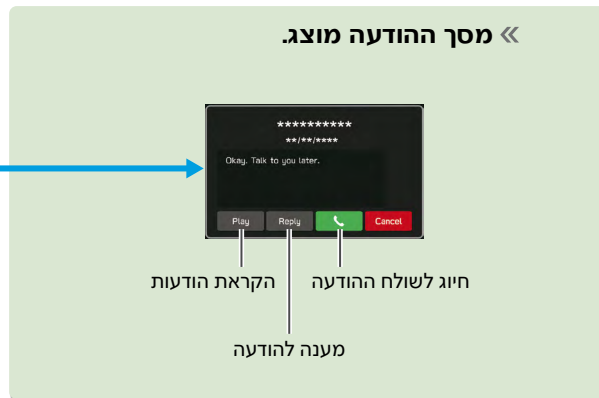 » מסך ההודעה מוצג.
**********
**/**/****
Okay. Talk to you later.
Play Reply Cancel
הקראת הודעות חיוג לשולח ההודעה
מענה להודעה